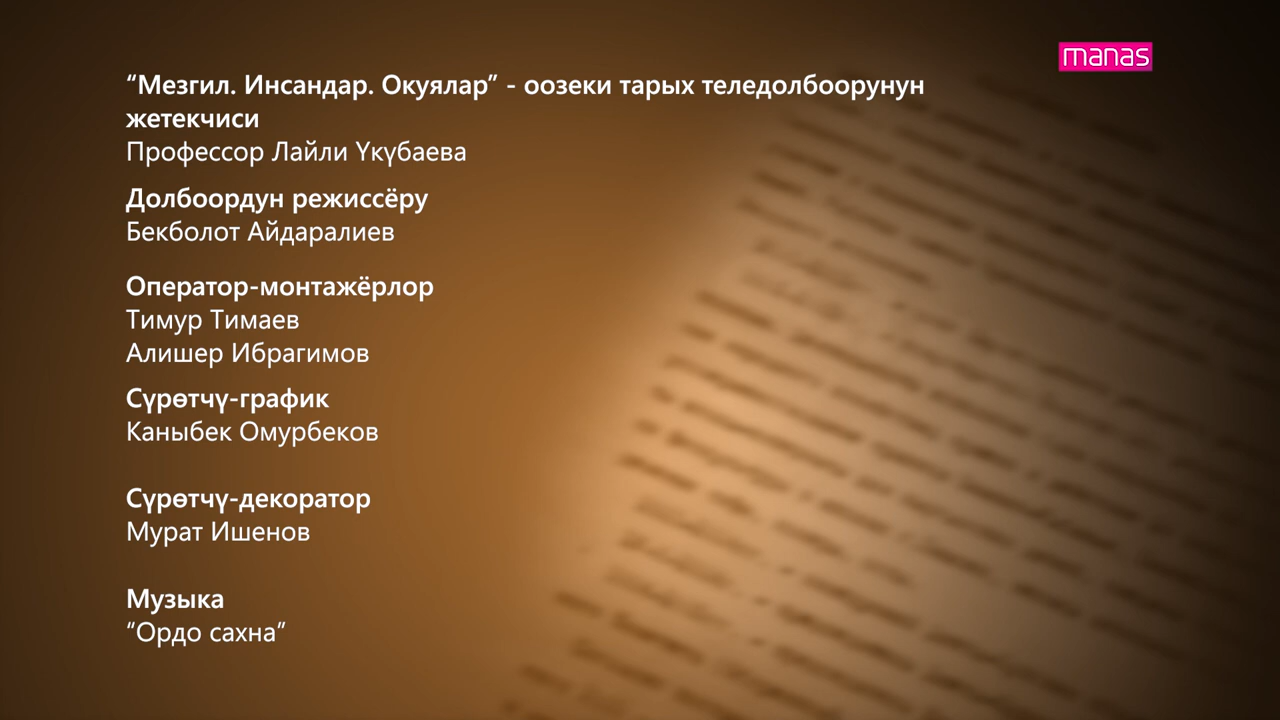 manas
“Мезгил. Инсандар. Окуялар” - оозеки тарых теледолбоорунун
жетекчиси
Профессор Лайли Үкүбаева
Долбоордун режиссёру
Бекболот Айдаралиев
Оператор-монтажёрлор
Тимур Тимаев
Алишер Ибрагимов
Сүрөтчү-график
Каныбек Омурбеков
Сүрөтчү-декоратор
Мурат Ишенов
Музыка
“Ордо сахна”